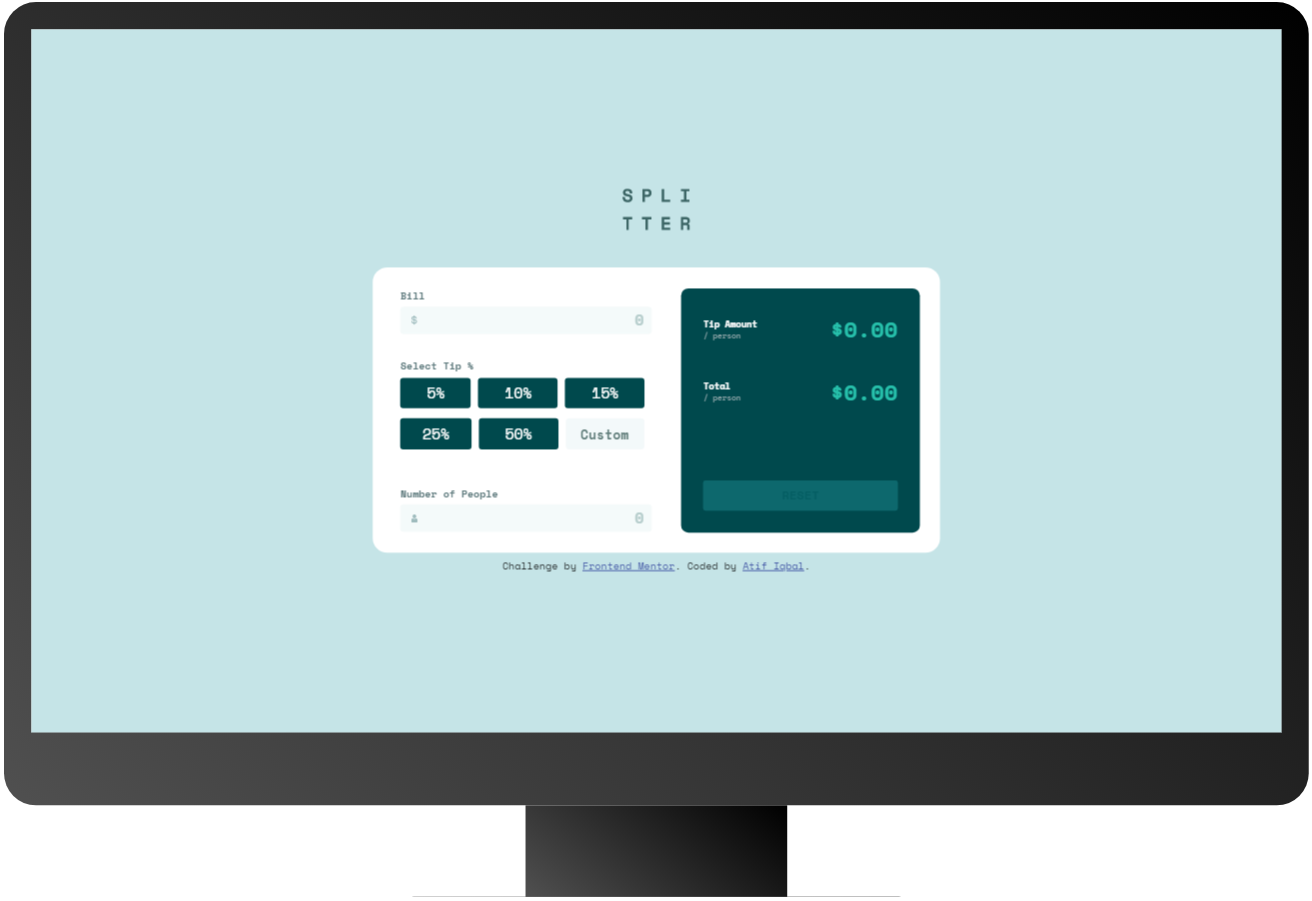 SPLI
TTER
Bill
$ 0
Select Tip %
5% 10% 15%
25% 50% Custom
Number of People
0
Tip Amount
/ person
$0.00
Total
/ person
$0.00
RESET
Challenge by Frontend Mentor. Coded by Atif Iqbal.